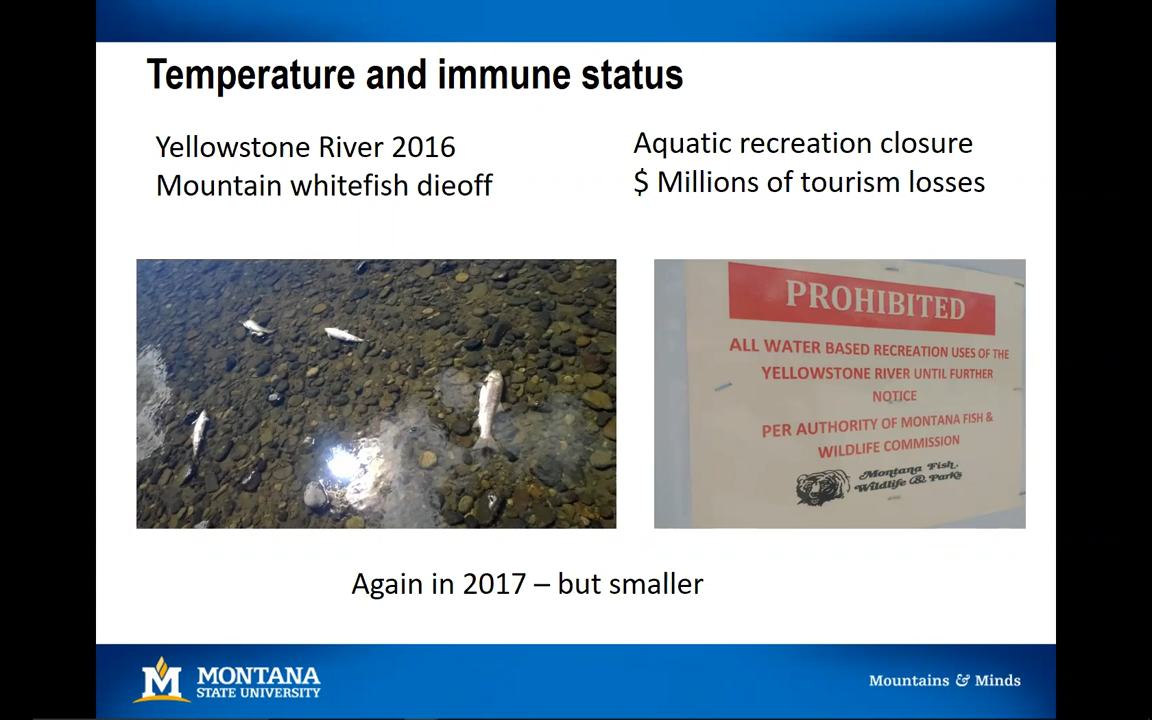 Temperature and immune status
Yellowstone River 2016
Mountain whitefish dieoff
Aquatic recreation closure
$ Millions of tourism losses
PROHIBITED
ALL WATER BASED RECREATION USES OF THE
YELLOWSTONE RIVER UNTIL FURTHER
NOTICE
PER AUTHORITY OF MONTANA FISH &
WILDLIFE COMMISSION
Montana Fish,
Wildlife & Parks
Again in 2017 – but smaller
M
MONTANA
STATE UNIVERSITY
Mountains & Minds